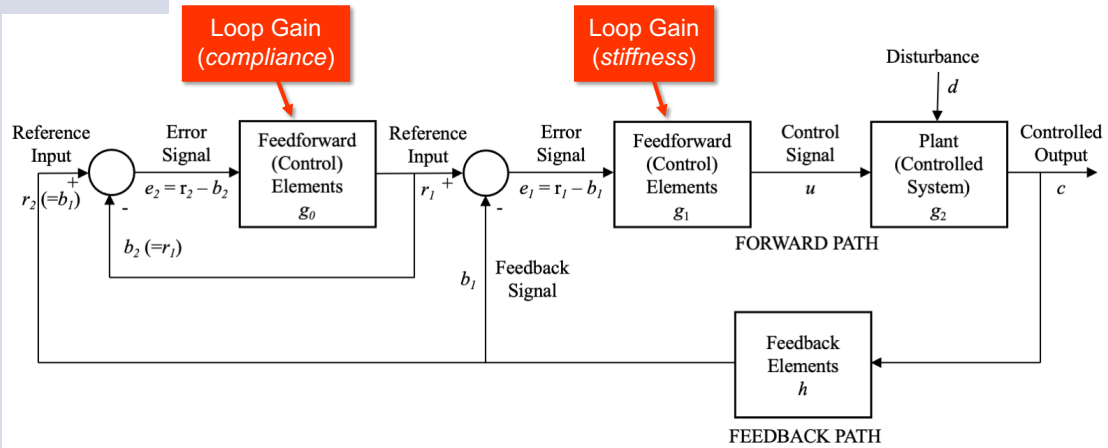 Loop Gain
(compliance)
Loop Gain
(stiffness)
Disturbance
d
Reference
Input
+
r₂(=b₁)
-
Error
Signal
e₂ = r₂ – b₂
Feedforward
(Control)
Elements
g₀
b₂ (=r₁)
Reference
Input
r₁ +
-
Error
Signal
e₁ = r₁ – b₁
Feedforward
(Control)
Elements
g₁
Control
Signal
u
Plant
(Controlled
System)
g₂
Controlled
Output
c
FORWARD PATH
b₁
Feedback
Signal
Feedback
Elements
h
FEEDBACK PATH